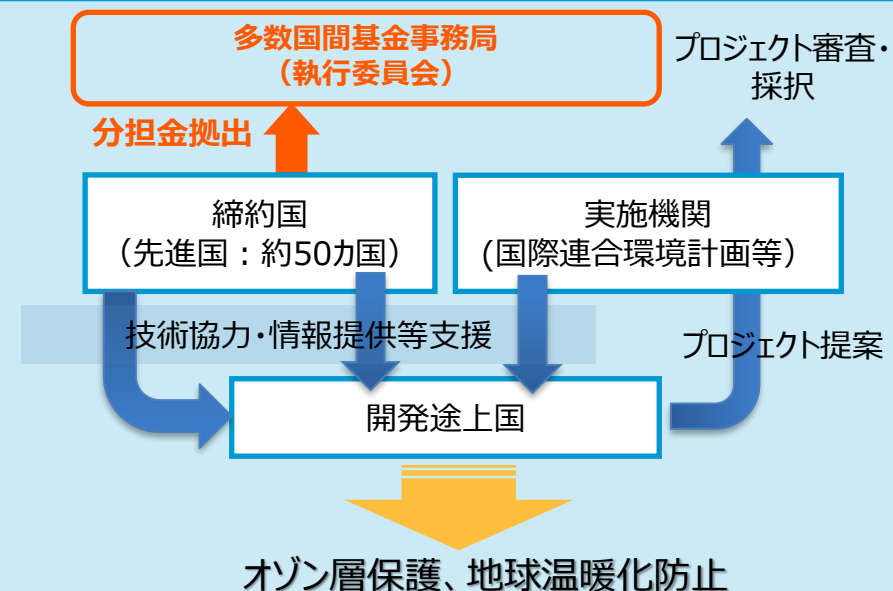 多数国間基金事務局
（執行委員会）
プロジェクト審査・
採択
分担金拠出
締約国
（先進国：約50カ国）
実施機関
(国際連合環境計画等）
技術協力・情報提供等支援
プロジェクト提案
開発途上国
オゾン層保護、地球温暖化防止